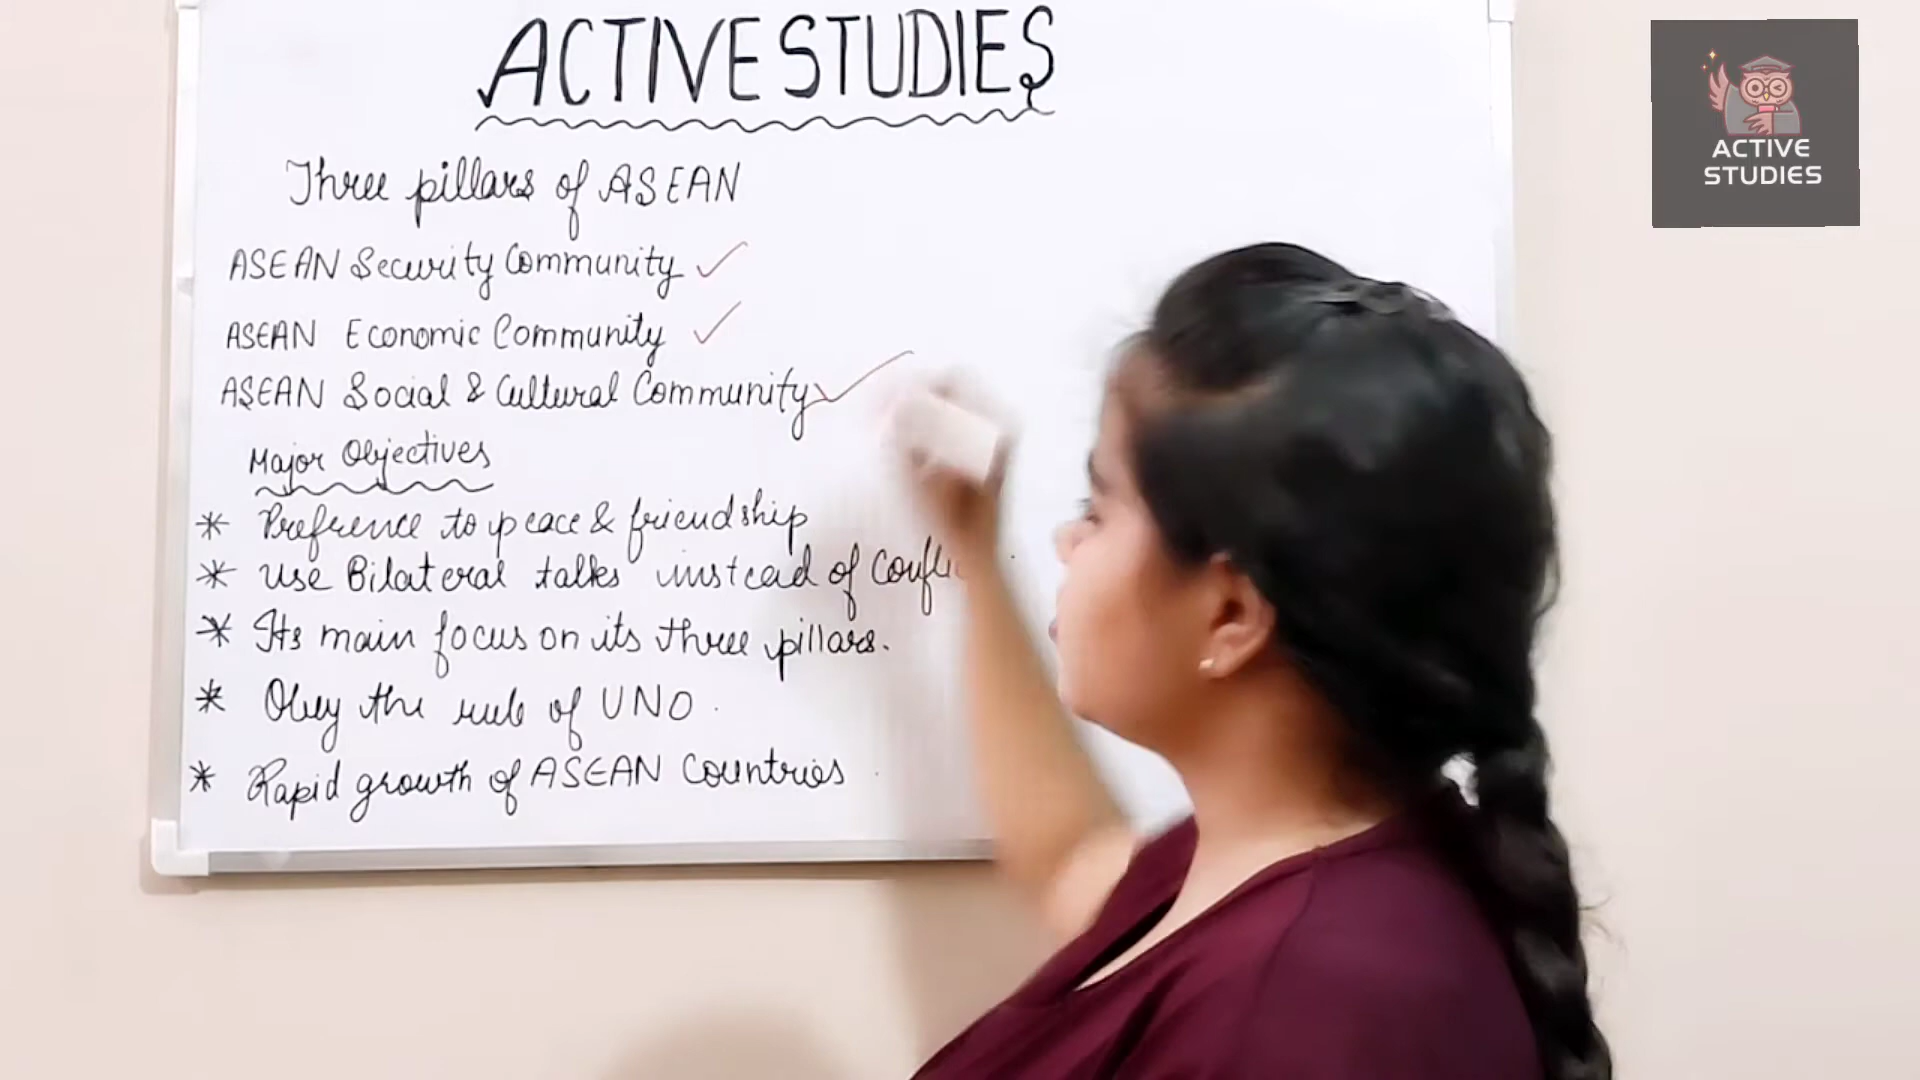 ACTIVE STUDIES
Three pillars of ASEAN
ASEAN Security Community
ASEAN Economic Community
ASEAN Social & Cultural Community
Major Objectives
* Prefrence to peace & friendship
* Use Bilateral talks instead of
* Its main focus on its three pillars.
* Obey the rule of UNO.
* Rapid growth of ASEAN Countries
ACTIVE
STUDIES